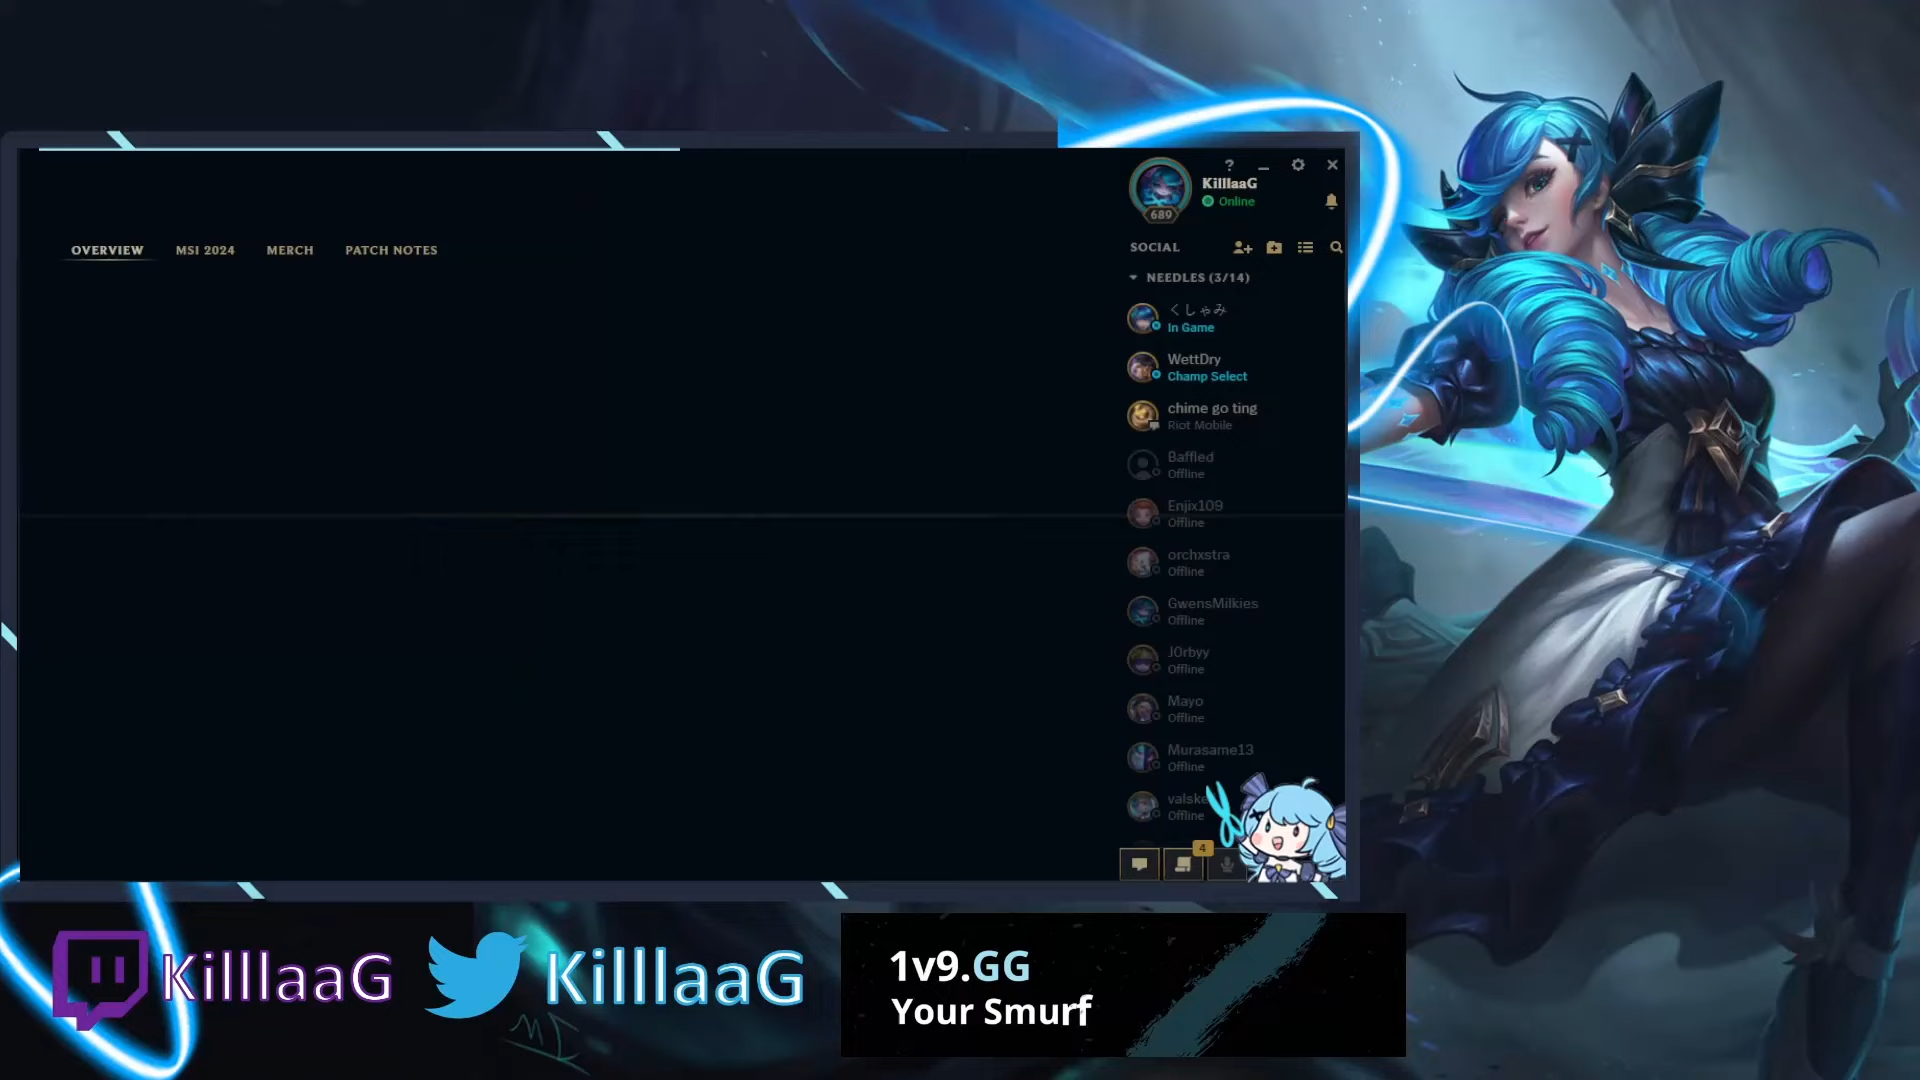 ?
KilllaaG
689
Online
OVERVIEW MSI 2024 MERCH PATCH NOTES
SOCIAL
NEEDLES (3/14)
くしゃみ
In Game
WettDry
Champ Select
chime go ting
Riot Mobile
Baffled
Offline
Enjix109
Offline
orchxstra
Offline
GwensMilkies
Offline
J0rbyy
Offline
Mayo
Offline
Murasame13
Offline
valske
Offline
4
KilllaaG
KilllaaG
1v9.GG
Your Smurf